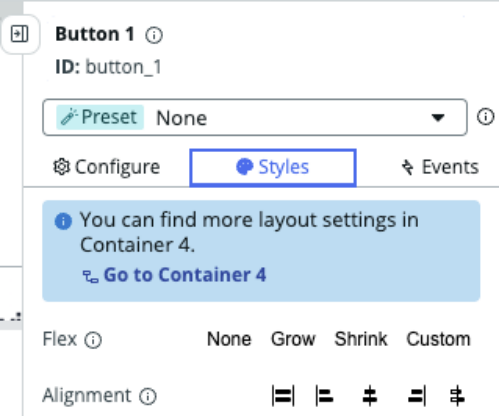 Button 1
ID: button_1
Preset None
Configure Styles Events
You can find more layout settings in
Container 4.
Go to Container 4
Flex None Grow Shrink Custom
Alignment